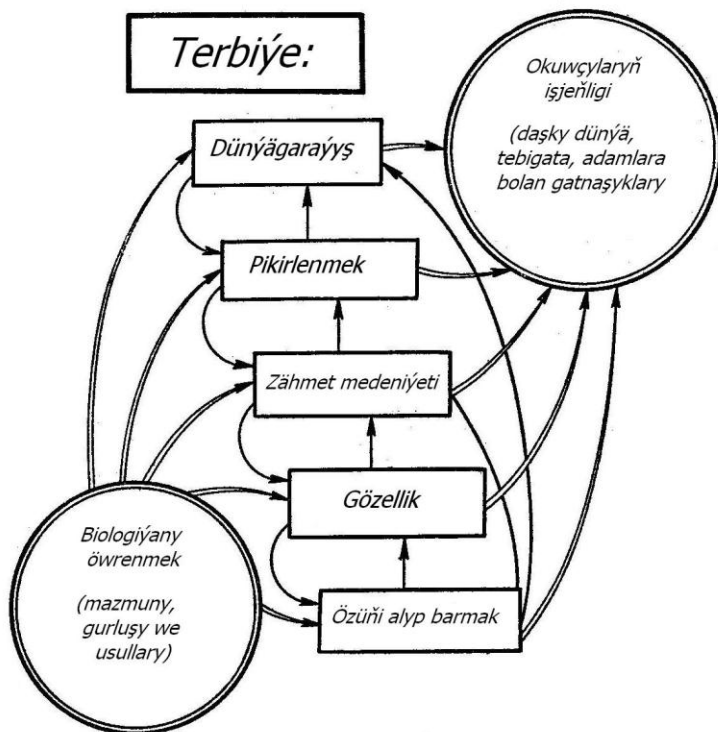 Terbiýe:
Okuwçylaryň
işjeňligi
(daşky dünýä,
tebigata, adamlara
bolan gatnaşyklary
Dünýägaraýyş
Pikirlenmek
Zähmet medeniýeti
Gözellik
Özüňi alyp barmak
Biologiýany
öwrenmek
(mazmuny,
gurluşy we
usullary)